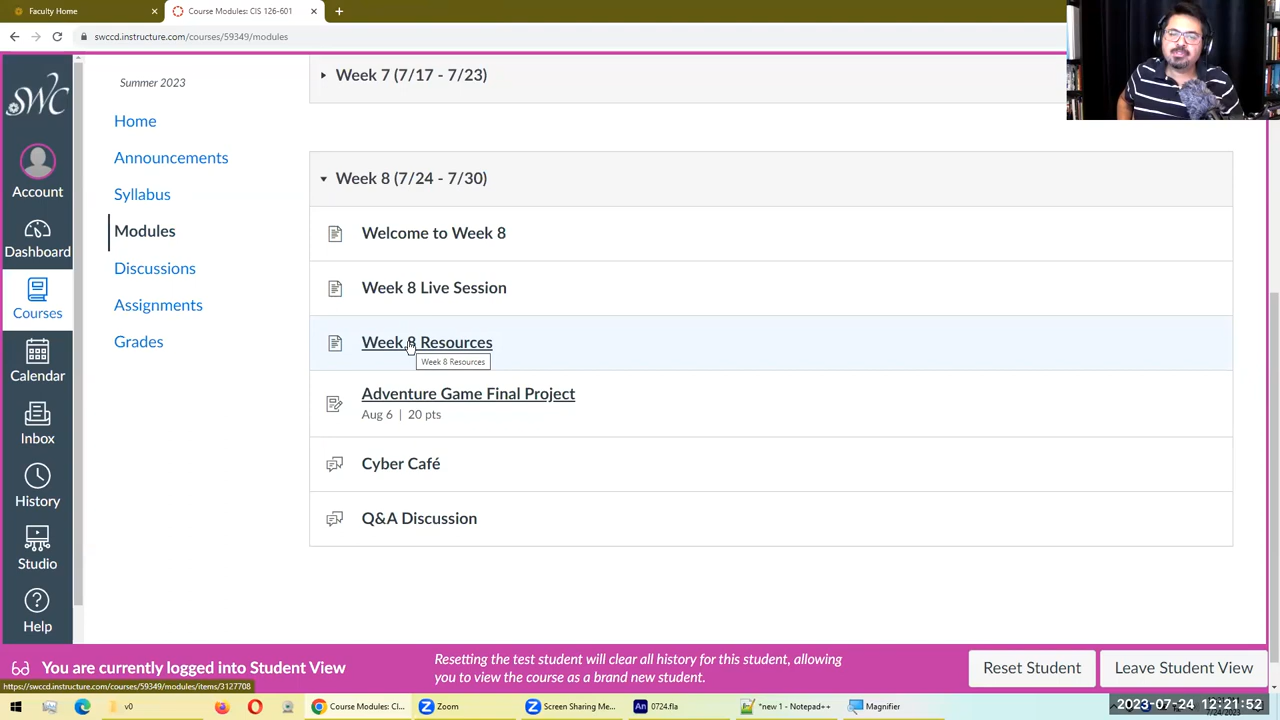 Faculty Home
Course Modules: CIS 126-601
swccd.instructure.com/courses/59349/modules
SWC
Account
Dashboard
Courses
Calendar
Inbox
History
Studio
Help
Summer 2023
Home
Announcements
Syllabus
Modules
Discussions
Assignments
Grades
Week 7 (7/17 - 7/23)
Week 8 (7/24 - 7/30)
Welcome to Week 8
Week 8 Live Session
Week 8 Resources
Week 8 Resources
Adventure Game Final Project
Aug 6 | 20 pts
Cyber Café
Q&A Discussion
You are currently logged into Student View
Resetting the test student will clear all history for this student, allowing
you to view the course as a brand new student.
Reset Student
Leave Student View
https://swccd.instructure.com/courses/59349/modules/items/3127708
v0
Course Modules: Cl...
Zoom
Screen Sharing Me...
0724.fla
*new 1 - Notepad++
Magnifier
2023-07-24 12:21:52